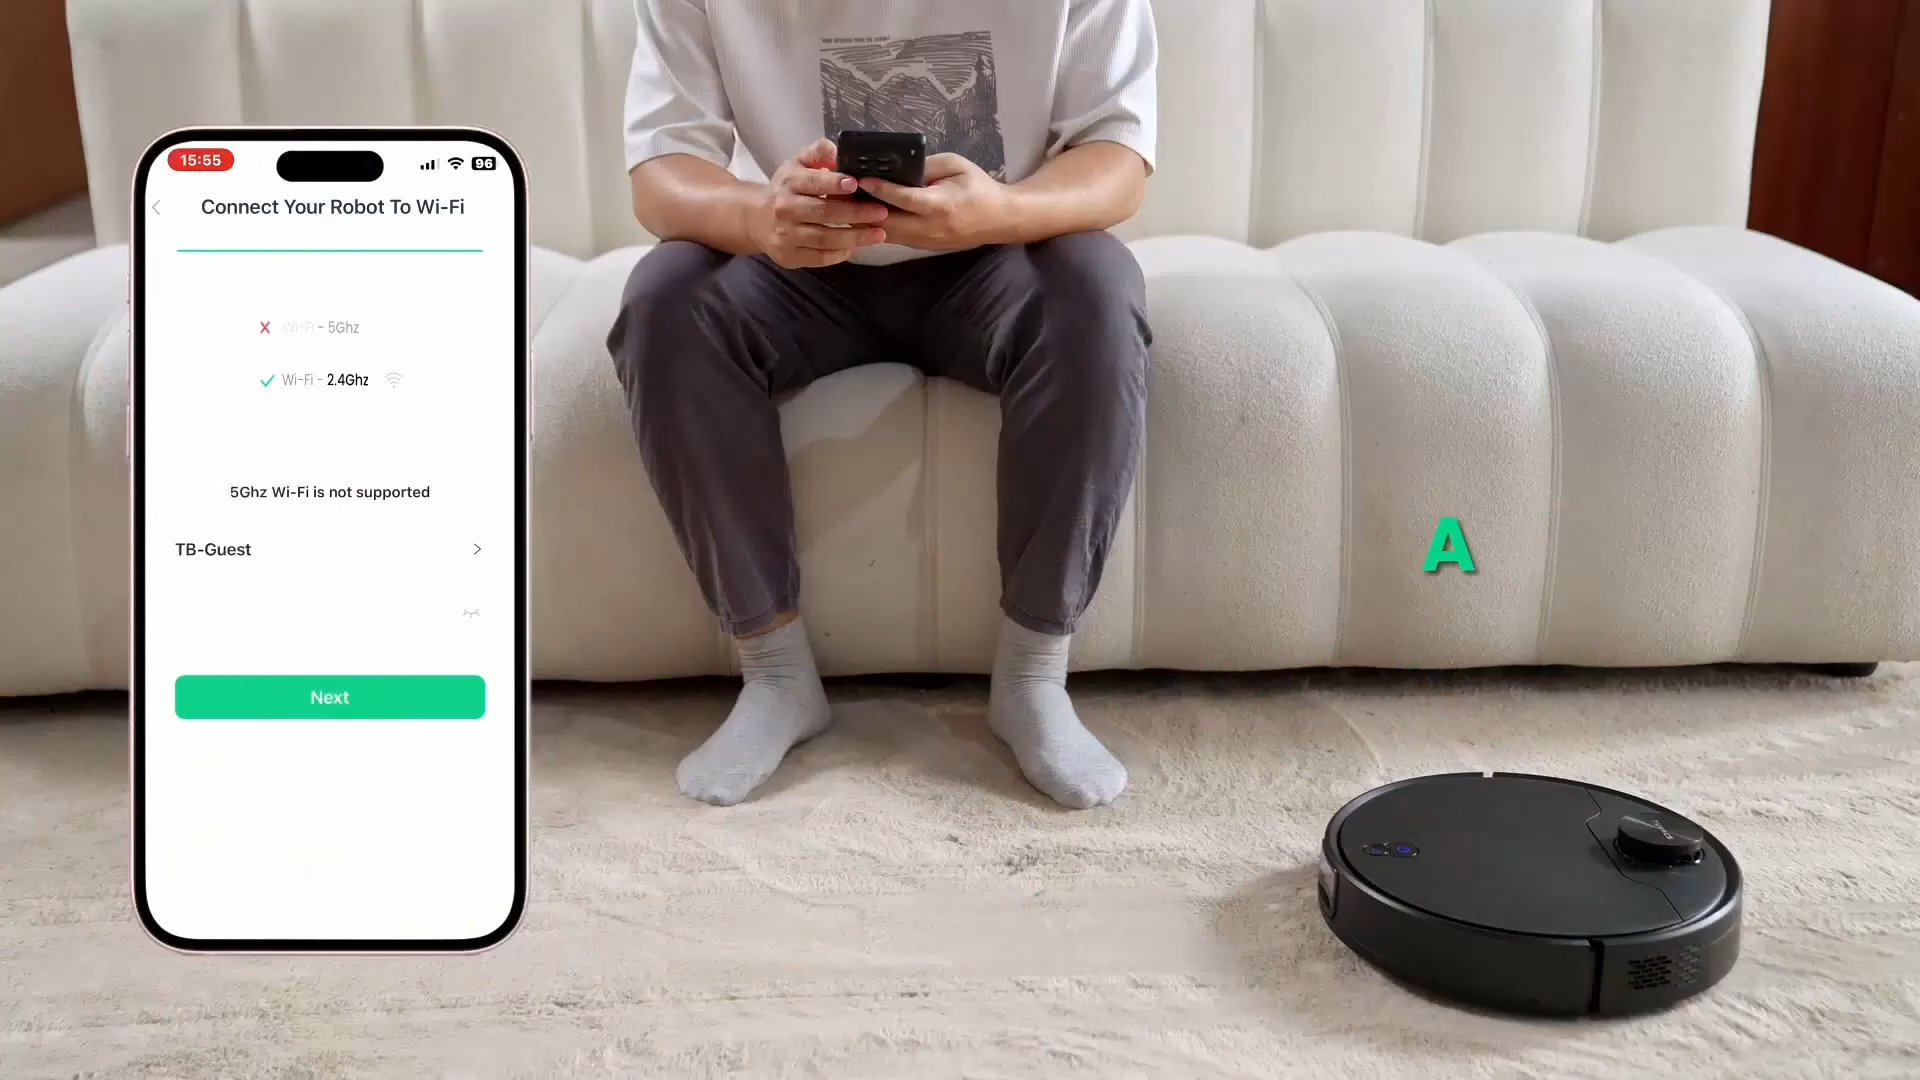 15:55
96
Connect Your Robot To Wi-Fi
Wi-Fi - 5Ghz
Wi-Fi - 2.4Ghz
5Ghz Wi-Fi is not supported
TB-Guest
Next
A